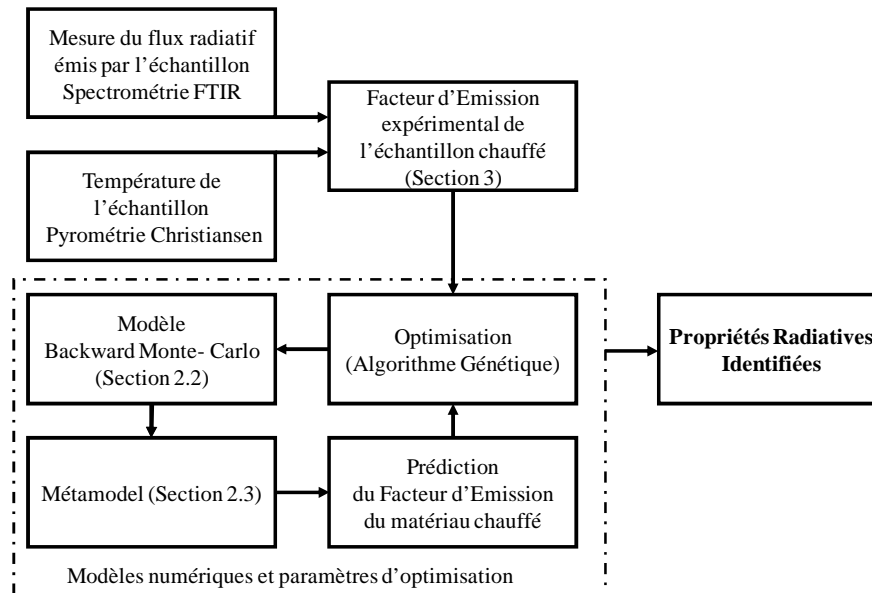 Mesure du flux radiatif
émis par l’échantillon
Spectrométrie FTIR
Facteur d’Emission
expérimental de
l’échantillon chauffé
(Section 3)
Température de
l’échantillon
Pyrométrie Christiansen
Modèle
Backward Monte- Carlo
(Section 2.2)
Optimisation
(Algorithme Génétique)
Propriétés Radiatives
Identifiées
Métamodel (Section 2.3)
Prédiction
du Facteur d’Emission
du matériau chauffé
Modèles numériques et paramètres d’optimisation